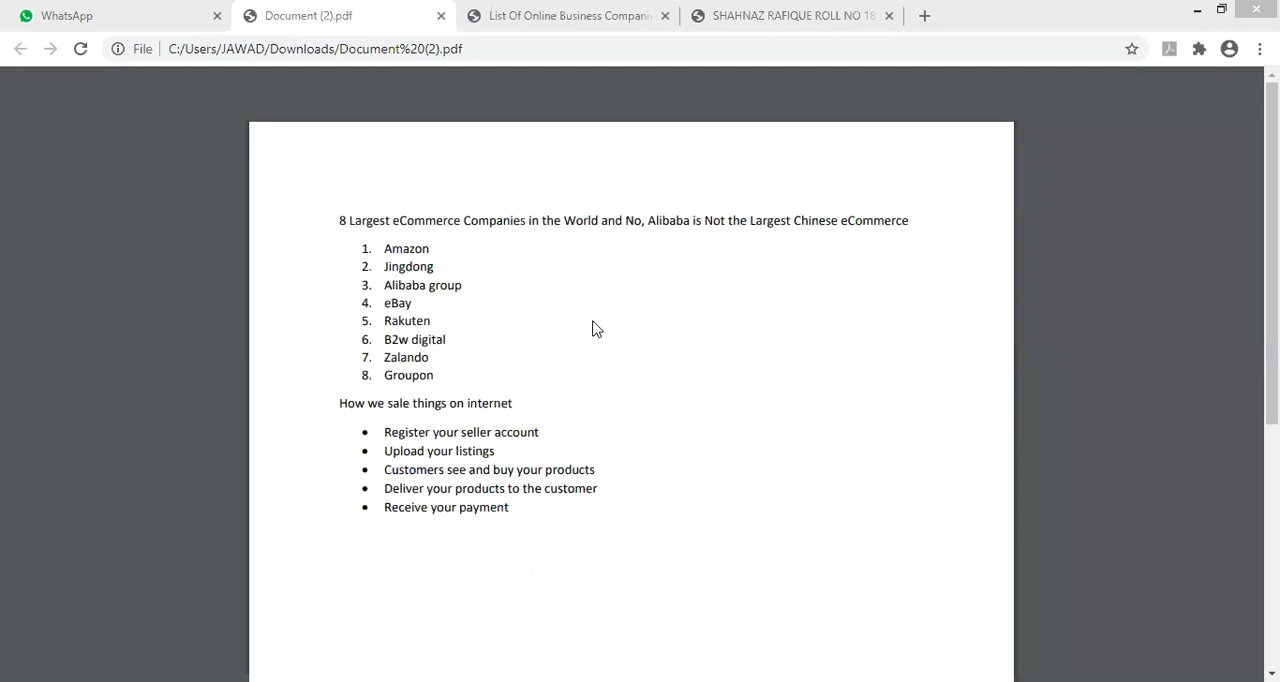 WhatsApp
Document (2).pdf
List Of Online Business Compani
SHAHNAZ RAFIQUE ROLL NO 18
File
C:/Users/JAWAD/Downloads/Document%20(2).pdf
8 Largest eCommerce Companies in the World and No, Alibaba is Not the Largest Chinese eCommerce
1. Amazon
2. Jingdong
3. Alibaba group
4. eBay
5. Rakuten
6. B2w digital
7. Zalando
8. Groupon
How we sale things on internet
• Register your seller account
• Upload your listings
• Customers see and buy your products
• Deliver your products to the customer
• Receive your payment